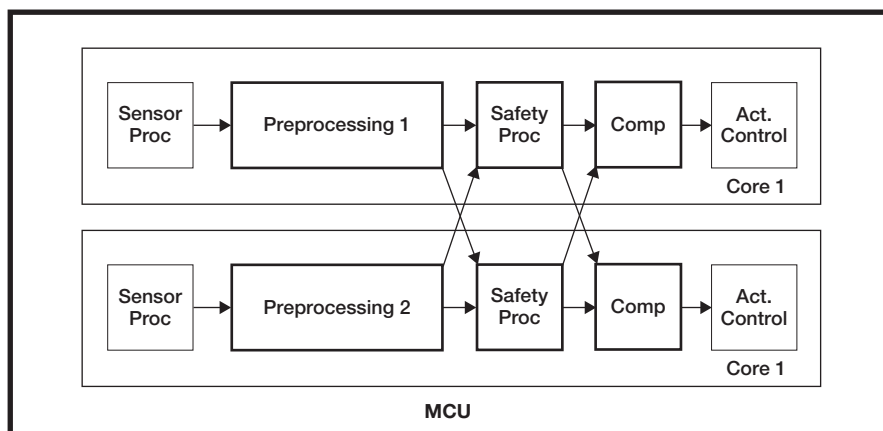 Sensor
Proc
Preprocessing 1
Safety
Proc
Comp
Act.
Control
Core 1
Sensor
Proc
Preprocessing 2
Safety
Proc
Comp
Act.
Control
Core 1
MCU